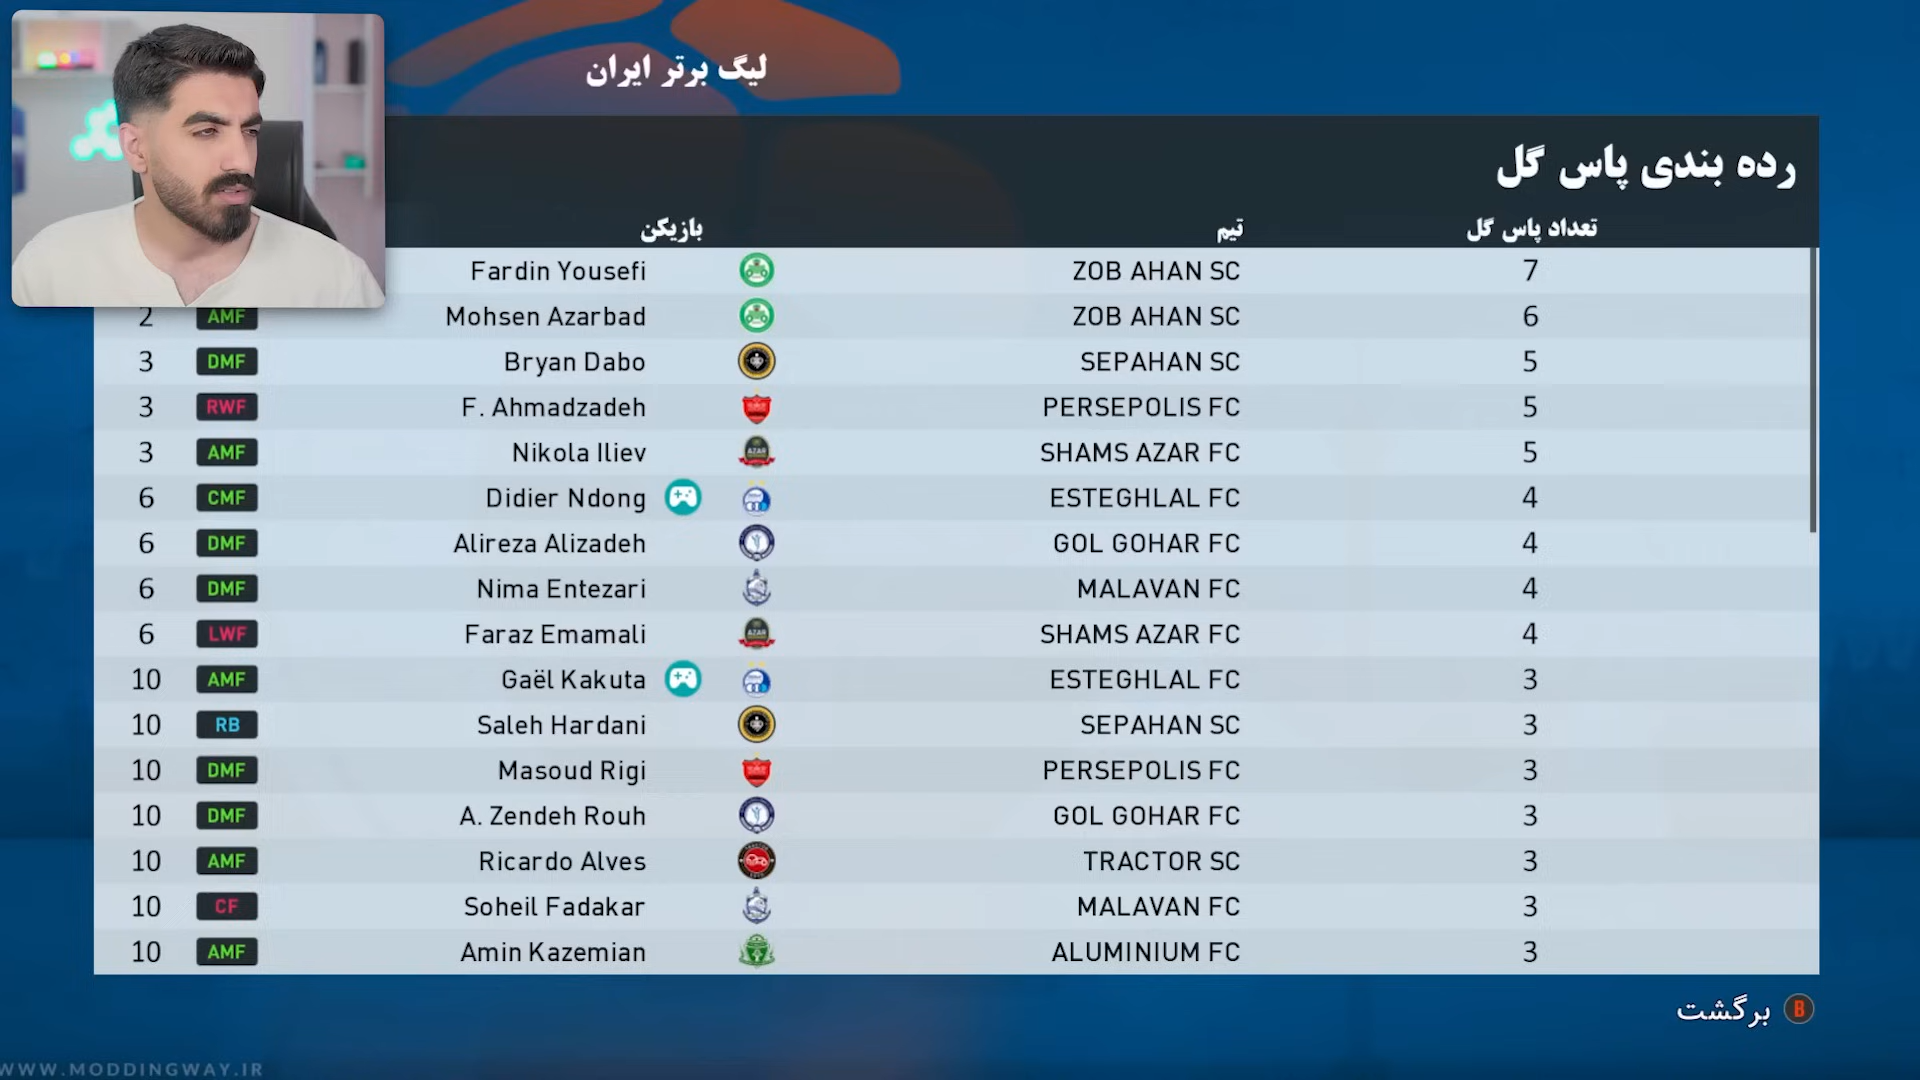 لیگ برتر ایران
رده بندی پاس گل
بازیکن تیم تعداد پاس گل
Fardin Yousefi ZOB AHAN SC 7
2 AMF Mohsen Azarbad ZOB AHAN SC 6
3 DMF Bryan Dabo SEPAHAN SC 5
3 RWF F. Ahmadzadeh PERSEPOLIS FC 5
3 AMF Nikola Iliev SHAMS AZAR FC 5
6 CMF Didier Ndong ESTEGHLAL FC 4
6 DMF Alireza Alizadeh GOL GOHAR FC 4
6 DMF Nima Entezari MALAVAN FC 4
6 LWF Faraz Emamali SHAMS AZAR FC 4
10 AMF Gaël Kakuta ESTEGHLAL FC 3
10 RB Saleh Hardani SEPAHAN SC 3
10 DMF Masoud Rigi PERSEPOLIS FC 3
10 DMF A. Zendeh Rouh GOL GOHAR FC 3
10 AMF Ricardo Alves TRACTOR SC 3
10 CF Soheil Fadakar MALAVAN FC 3
10 AMF Amin Kazemian ALUMINIUM FC 3
برگشت B
WWW.MODDINGWAY.IR